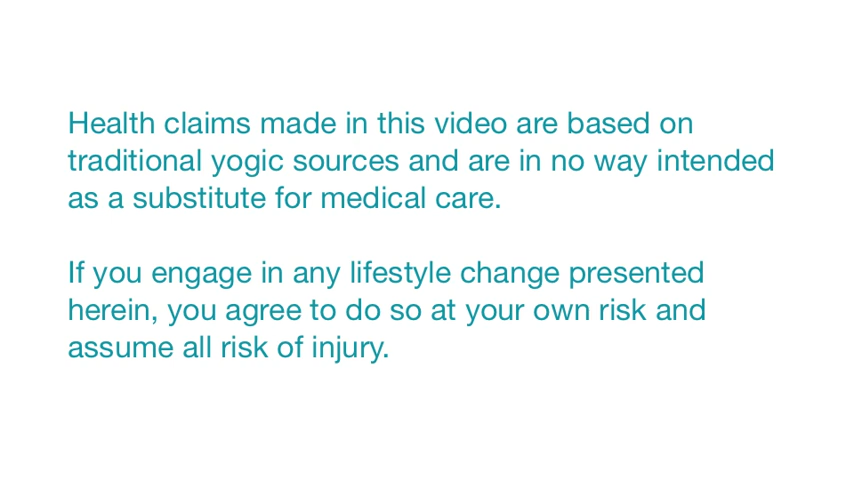 Health claims made in this video are based on
traditional yogic sources and are in no way intended
as a substitute for medical care.
If you engage in any lifestyle change presented
herein, you agree to do so at your own risk and
assume all risk of injury.